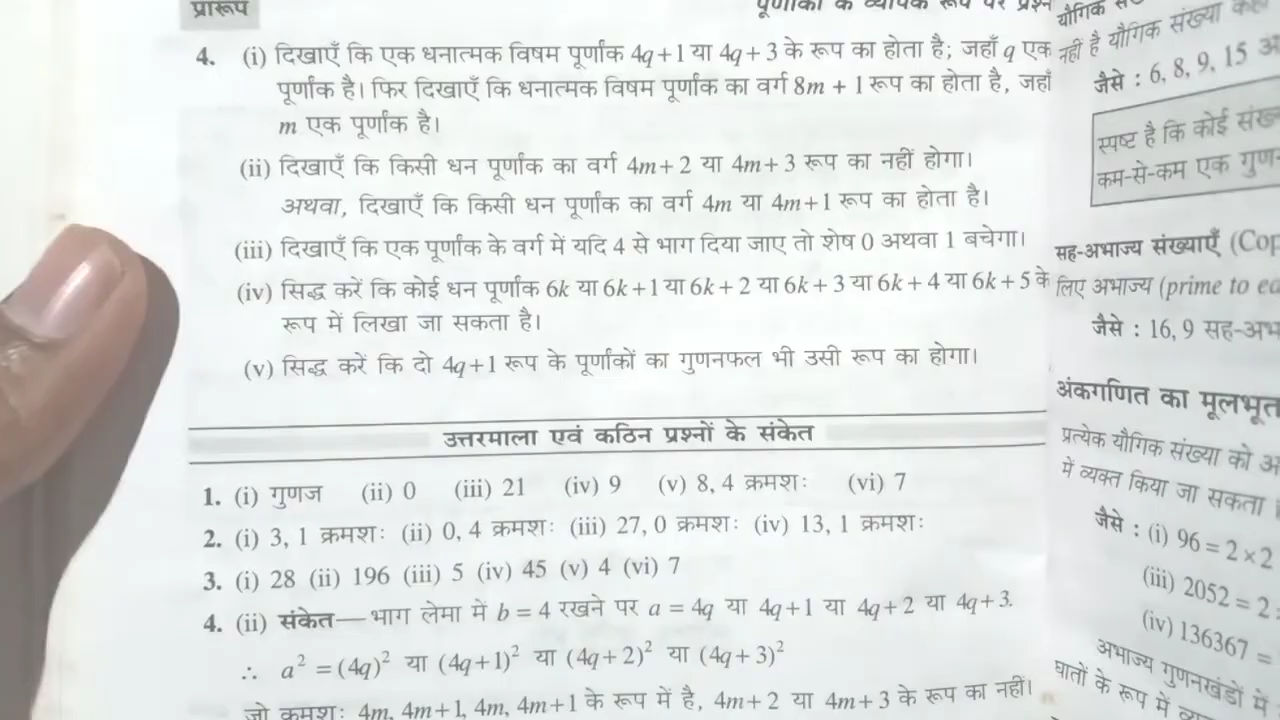 प्रारूप
पूर्णांकों के व्यापक रूप पर प्रश्न
4. (i) दिखाएँ कि एक धनात्मक विषम पूर्णांक 4q+1 या 4q+3 के रूप का होता है; जहाँ q एक
पूर्णांक है। फिर दिखाएँ कि धनात्मक विषम पूर्णांक का वर्ग 8m + 1 रूप का होता है, जहाँ
m एक पूर्णांक है।
(ii) दिखाएँ कि किसी धन पूर्णांक का वर्ग 4m+2 या 4m+3 रूप का नहीं होगा।
अथवा, दिखाएँ कि किसी धन पूर्णांक का वर्ग 4m या 4m+1 रूप का होता है।
(iii) दिखाएँ कि एक पूर्णांक के वर्ग में यदि 4 से भाग दिया जाए तो शेष 0 अथवा 1 बचेगा।
(iv) सिद्ध करें कि कोई धन पूर्णांक 6k या 6k+1 या 6k+2 या 6k+3 या 6k+4 या 6k+5 के
रूप में लिखा जा सकता है।
(v) सिद्ध करें कि दो 4q+1 रूप के पूर्णांकों का गुणनफल भी उसी रूप का होगा।
उत्तरमाला एवं कठिन प्रश्नों के संकेत
1. (i) गुणज (ii) 0 (iii) 21 (iv) 9 (v) 8, 4 क्रमशः (vi) 7
2. (i) 3, 1 क्रमशः (ii) 0, 4 क्रमशः (iii) 27, 0 क्रमशः (iv) 13, 1 क्रमशः
3. (i) 28 (ii) 196 (iii) 5 (iv) 45 (v) 4 (vi) 7
4. (ii) संकेत— भाग लेमा में b = 4 रखने पर a = 4q या 4q+1 या 4q+2 या 4q+3.
∴ a² = (4q)² या (4q+1)² या (4q+2)² या (4q+3)²
जो क्रमशः 4m, 4m+1, 4m, 4m+1 के रूप में है, 4m+2 या 4m+3 के रूप का नहीं।
यौगिक
नहीं है यौगिक संख्या
जैसे : 6, 8, 9, 15
स्पष्ट है कि कोई
कम-से-कम एक
सह-अभाज्य संख्याएँ
लिए अभाज्य (prime to
जैसे : 16, 9
अंकगणित का
प्रत्येक यौगिक संख्या को
में व्यक्त किया जा सकता
जैसे : (i) 96 = 2 × 2
(iii) 2052 = 2
(iv) 136367 =
अभाज्य गुणनखंडों में
घातों के रूप में